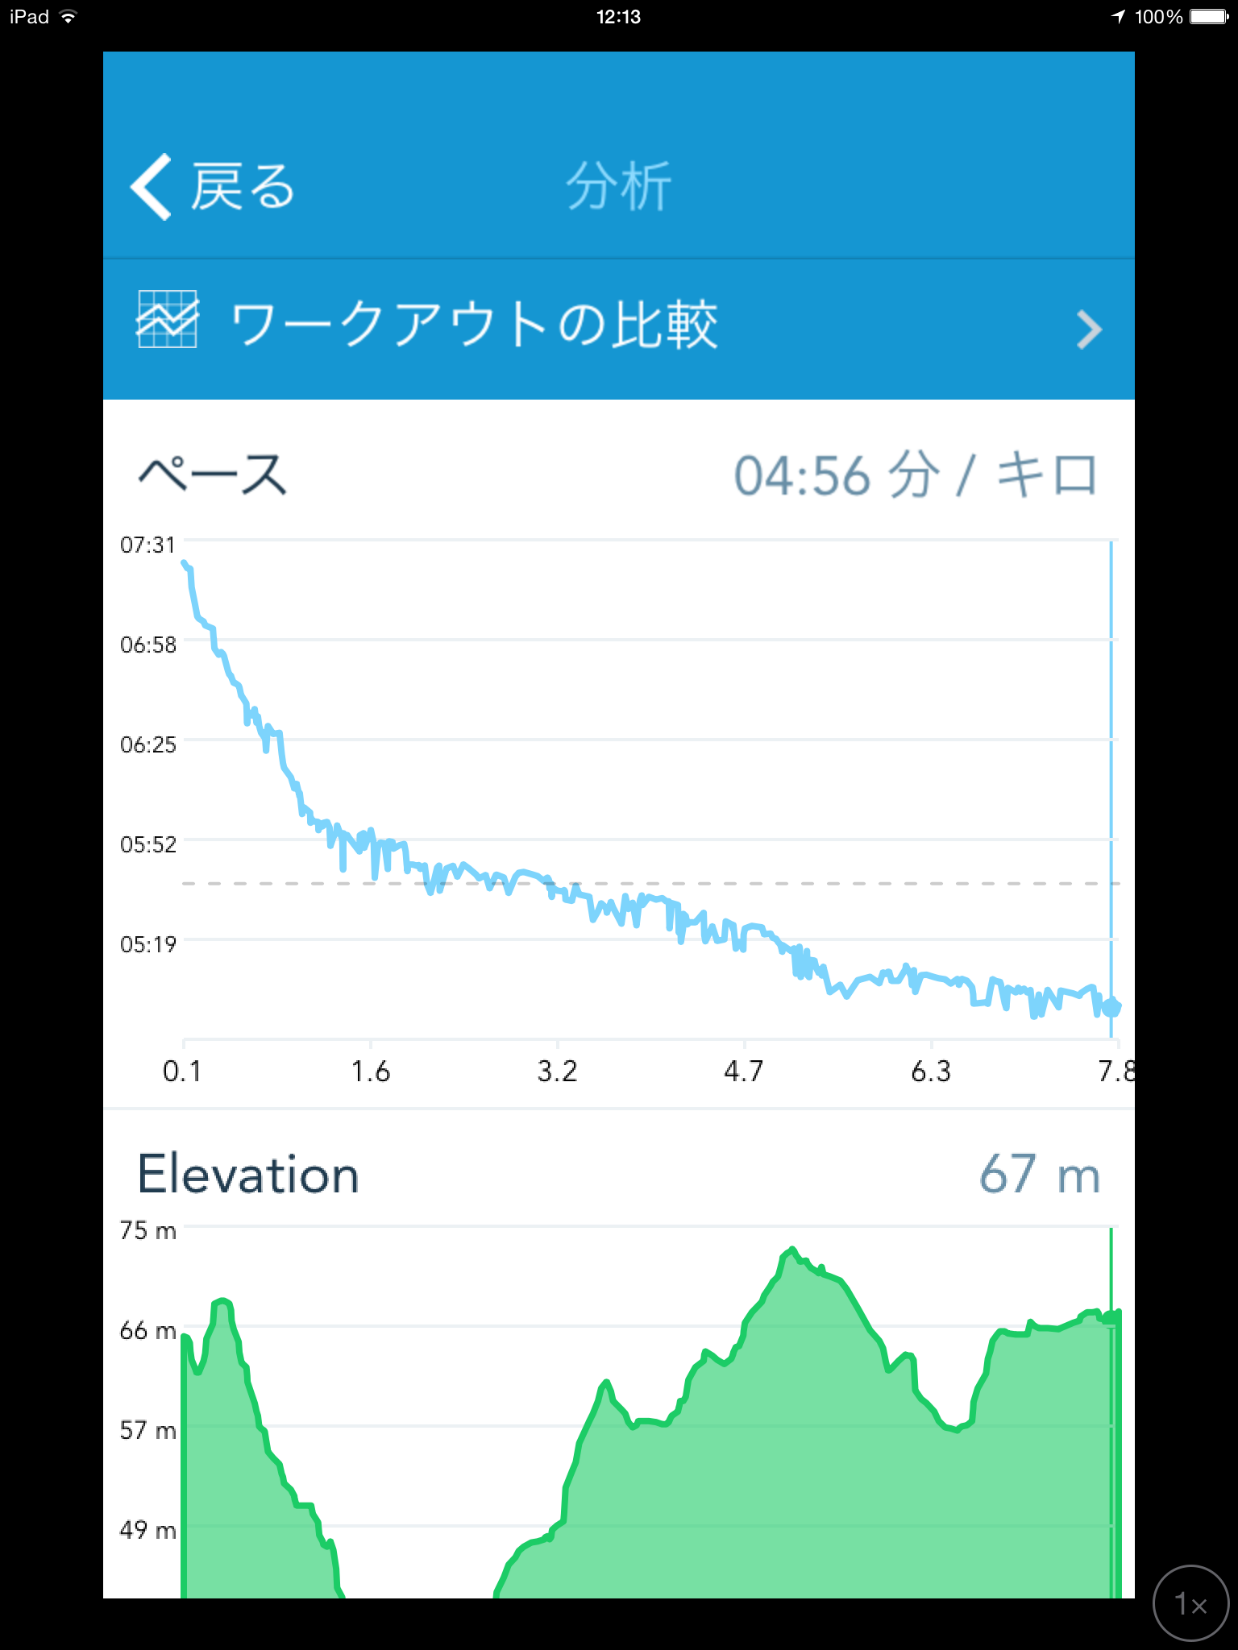 iPad 12:13 100%
戻る 分析
ワークアウトの比較
ペース 04:56 分 / キロ
07:31
06:58
06:25
05:52
05:19
0.1 1.6 3.2 4.7 6.3 7.8
Elevation 67 m
75 m
66 m
57 m
49 m
1x